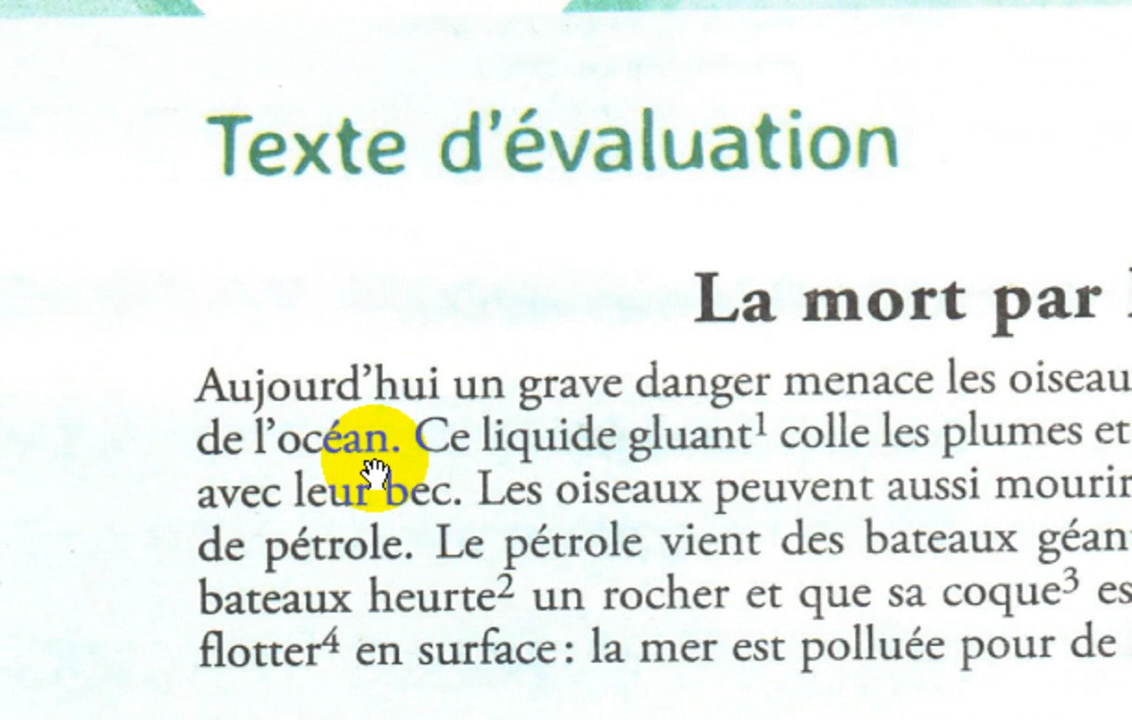 Texte d'évaluation
La mort par
Aujourd'hui un grave danger menace les oiseau
de l'océan. Ce liquide gluant¹ colle les plumes et
avec leur bec. Les oiseaux peuvent aussi mourir
de pétrole. Le pétrole vient des bateaux géan
bateaux heurte² un rocher et que sa coque³ es
flotter⁴ en surface : la mer est polluée pour de